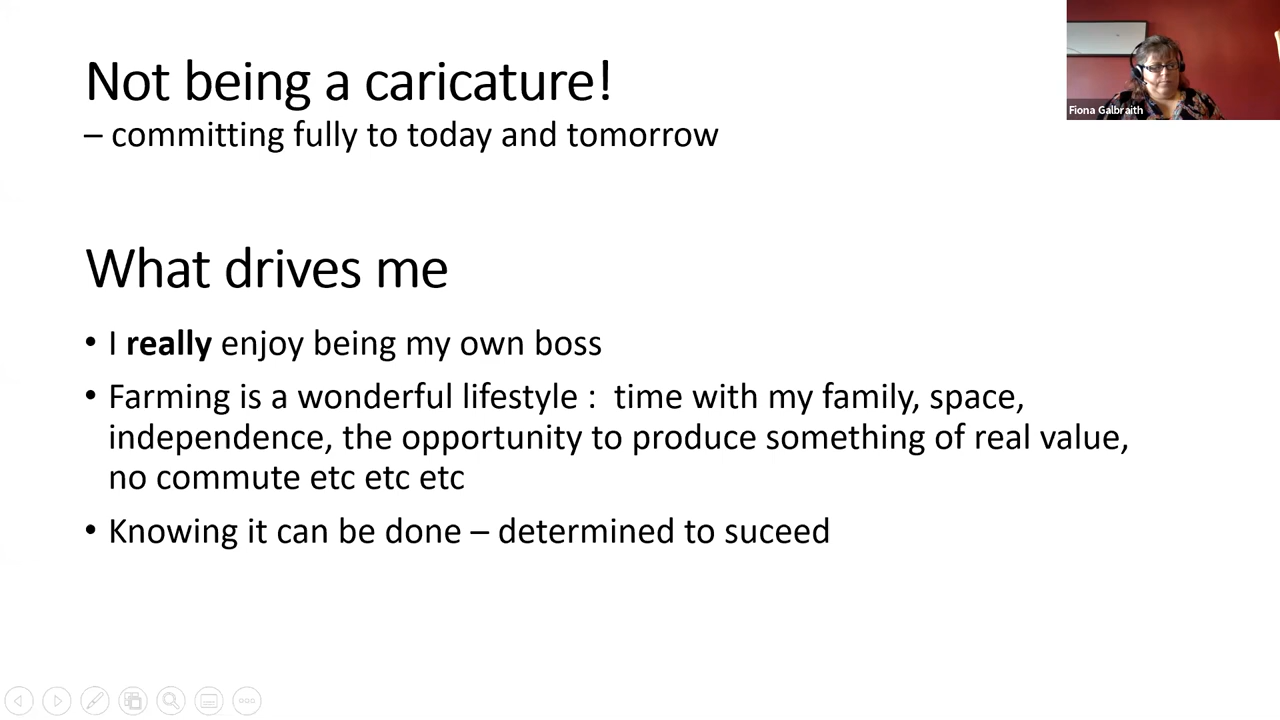 Not being a caricature!
– committing fully to today and tomorrow
Fiona Galbraith
What drives me
• I really enjoy being my own boss
• Farming is a wonderful lifestyle :  time with my family, space,
independence, the opportunity to produce something of real value,
no commute etc etc etc
• Knowing it can be done – determined to suceed